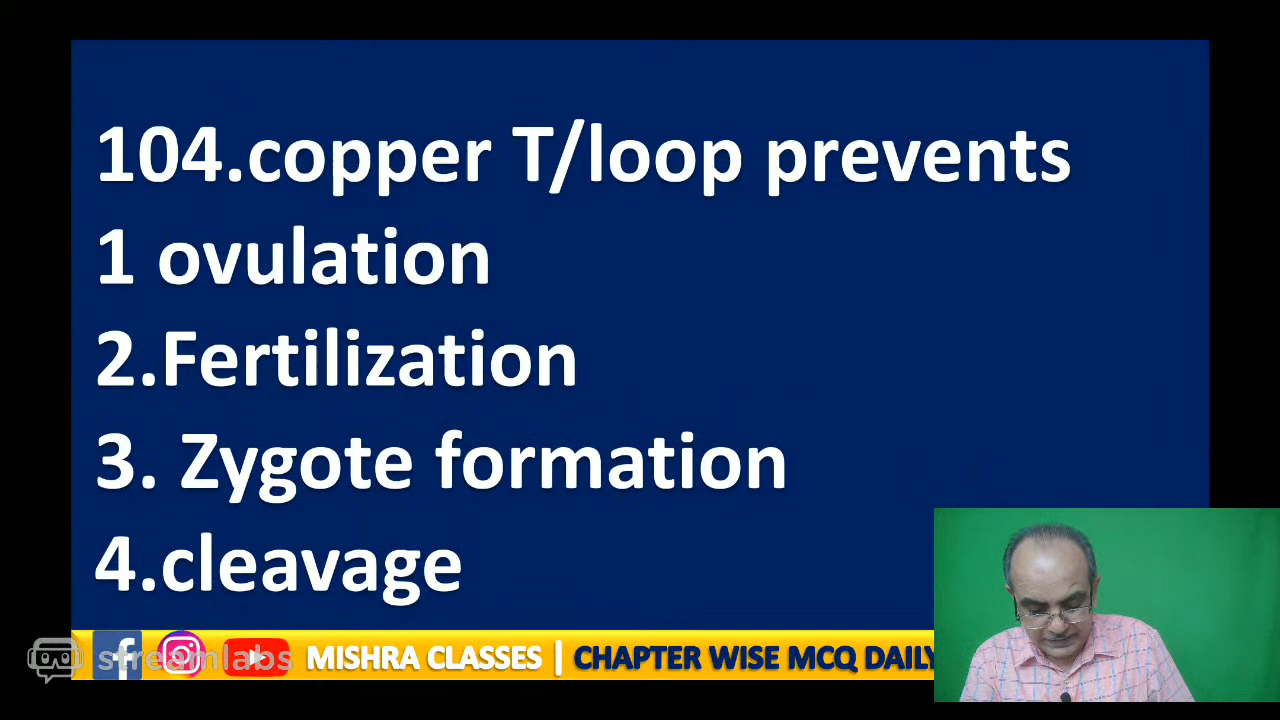 104.copper T/loop prevents
1 ovulation
2.Fertilization
3. Zygote formation
4.cleavage
streamlabs MISHRA CLASSES | CHAPTER WISE MCQ DAILY